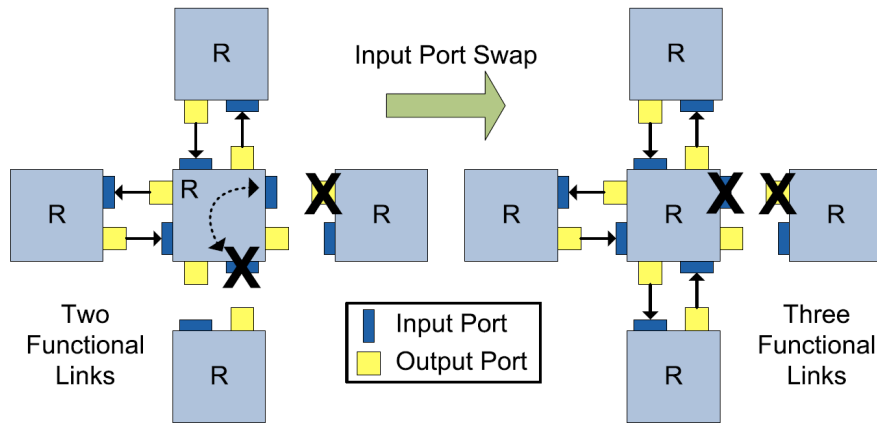 R
R
Input Port Swap
R
R
R
R
R
R
R
Two
Functional
Links
Input Port
Output Port
Three
Functional
Links
R
R